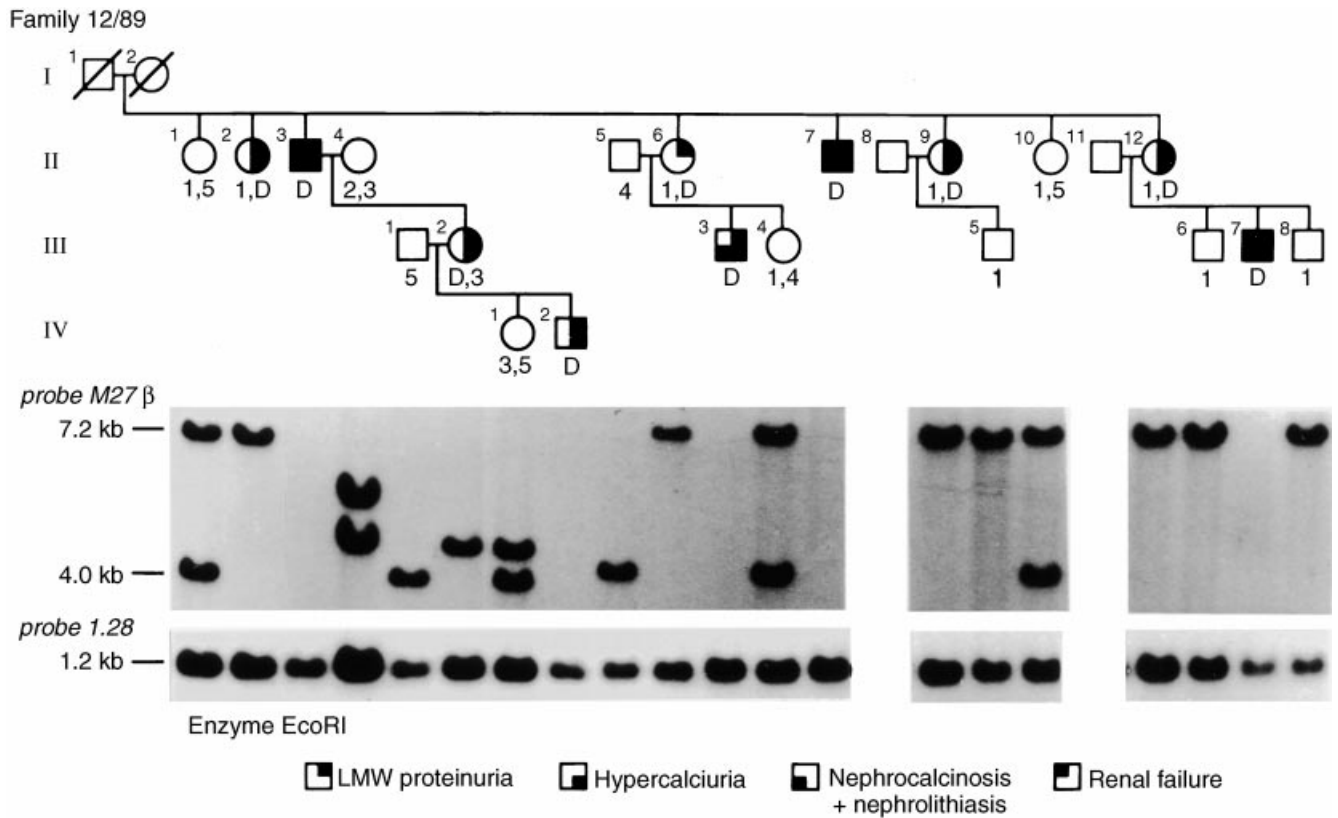 Family 12/89
1 2
I
1 2 3 4 5 6 7 8 9 10 11 12
II
1,5 1,D D 2,3 4 1,D D 1,D 1,5 1,D
1 2 3 4 5 6 7 8
III
5 D,3 D 1,4 1 1 D 1
1 2
IV
3,5 D
probe M27 β
7.2 kb
4.0 kb
probe 1.28
1.2 kb
Enzyme EcoRI
LMW proteinuria Hypercalciuria Nephrocalcinosis Renal failure
+ nephrolithiasis